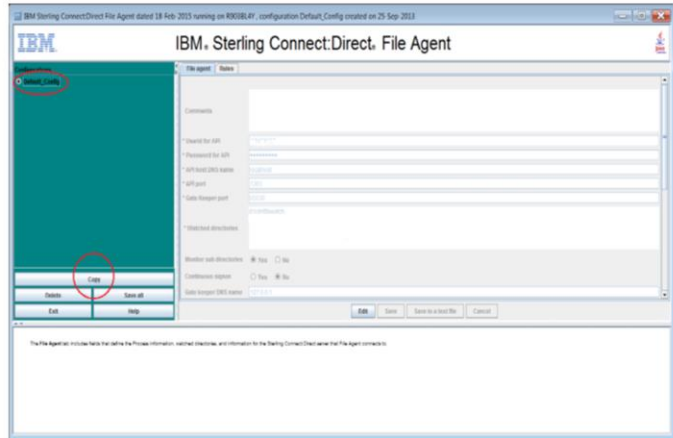 IBM Sterling Connect:Direct File Agent dated 18 Feb 2015 running on R903BL4Y, configuration Default_Config created on 25 Sep 2013
IBM.
IBM® Sterling Connect:Direct® File Agent
Default_Config
File agent
Rules
Comments
* Userid for API
* Password for API
* API host DNS name
* API port
* Gate Keeper port
* Watched directories
Monitor sub directories
Yes
No
Continuous signon
Yes
No
Gate keeper DNS name
Copy
Delete
Save all
Exit
Help
Edit
Save
Save in a text file
Cancel
The File Agent tab includes fields that define the Process information, watched directories, and information for the Sterling Connect:Direct server that File Agent connects to.